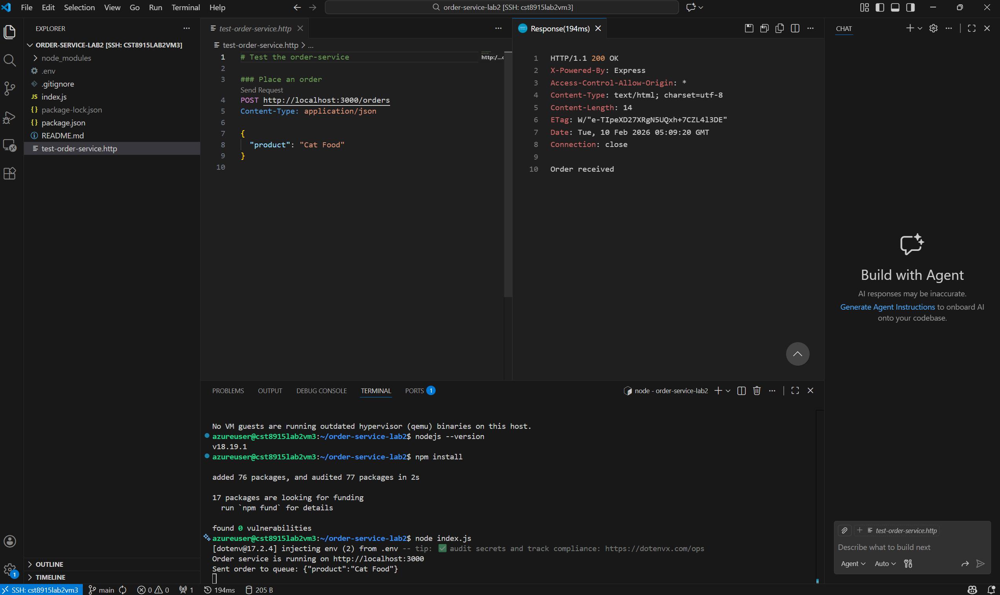 File Edit Selection View Go Run Terminal Help
order-service-lab2 [SSH: cst8915lab2vm3]
EXPLORER
ORDER-SERVICE-LAB2 [SSH: CST8915LAB2VM3]
node_modules
.env
.gitignore
JS index.js
{} package-lock.json
{} package.json
README.md
test-order-service.http
OUTLINE
TIMELINE
test-order-service.http
test-order-service.http > ...
1 # Test the order-service
2
3 ### Place an order
Send Request
4 POST http://localhost:3000/orders
5 Content-Type: application/json
6
7 {
8 "product": "Cat Food"
9 }
10
Response(194ms)
1 HTTP/1.1 200 OK
2 X-Powered-By: Express
3 Access-Control-Allow-Origin: *
4 Content-Type: text/html; charset=utf-8
5 Content-Length: 14
6 ETag: W/"e-TIpeXD27XRgN5UQxh+7CZL4l3DE"
7 Date: Tue, 10 Feb 2026 05:09:20 GMT
8 Connection: close
9
10 Order received
PROBLEMS OUTPUT DEBUG CONSOLE TERMINAL PORTS 1
node - order-service-lab2
No VM guests are running outdated hypervisor (qemu) binaries on this host.
azureuser@cst8915lab2vm3:~/order-service-lab2$ nodejs --version
v18.19.1
azureuser@cst8915lab2vm3:~/order-service-lab2$ npm install
added 76 packages, and audited 77 packages in 2s
17 packages are looking for funding
run `npm fund` for details
found 0 vulnerabilities
azureuser@cst8915lab2vm3:~/order-service-lab2$ node index.js
[dotenv@17.2.4] injecting env (2) from .env -- tip: ✅ audit secrets and track compliance: https://dotenvx.com/ops
Order service is running on http://localhost:3000
Sent order to queue: {"product":"Cat Food"}
CHAT
Build with Agent
AI responses may be inaccurate.
Generate Agent Instructions to onboard AI
onto your codebase.
test-order-service.http
Describe what to build next
Agent Auto
1
SSH: cst8915lab2vm3 main 0 0 1 194ms 205 B